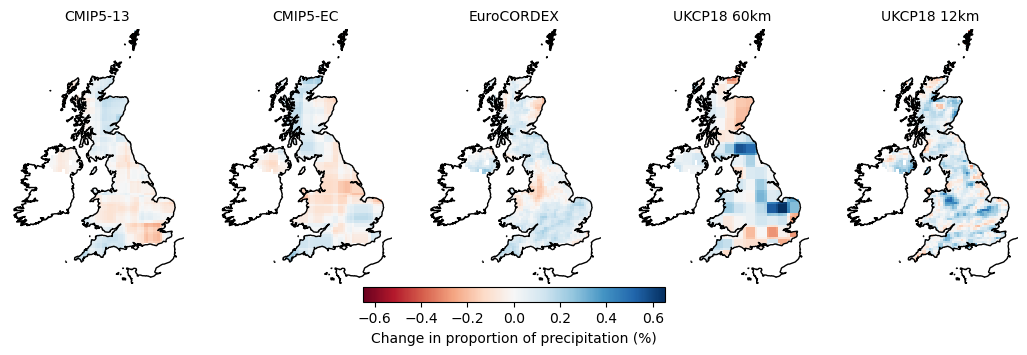 CMIP5-13 CMIP5-EC EuroCORDEX UKCP18 60km UKCP18 12km
−0.6 −0.4 −0.2 0.0 0.2 0.4 0.6
Change in proportion of precipitation (%)